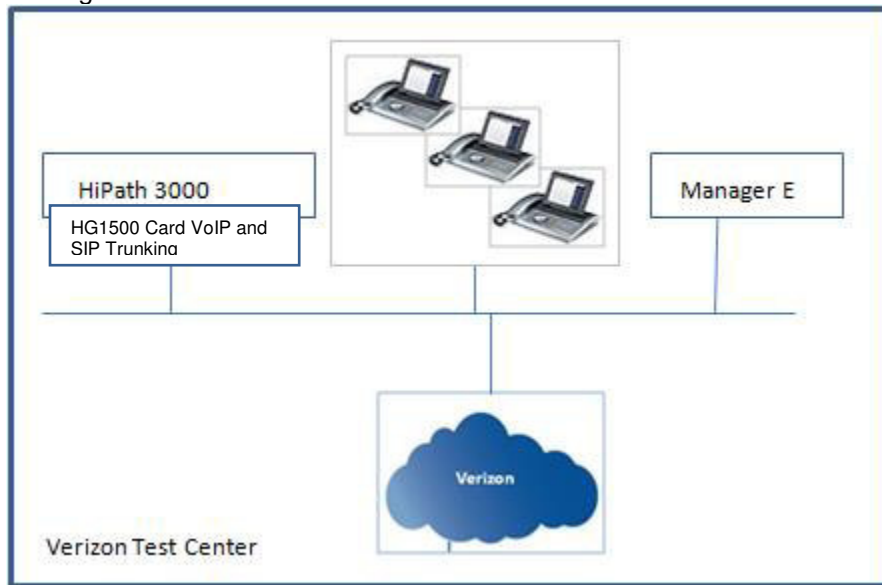 HiPath 3000
HG1500 Card VoIP and
SIP Trunking
Manager E
Verizon
Verizon Test Center